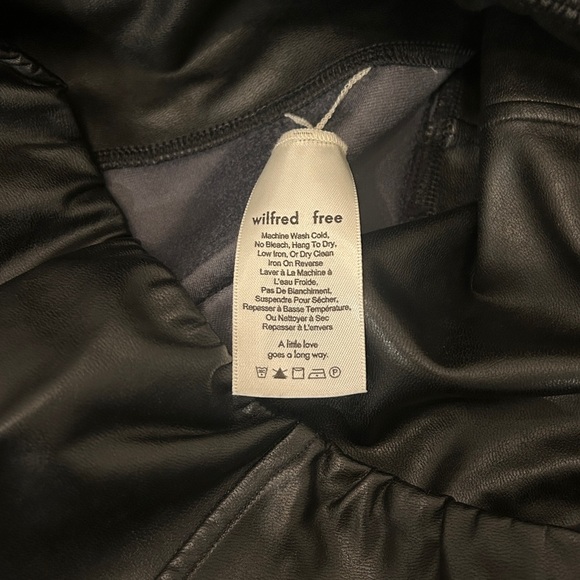 wilfred free
Machine Wash Cold,
No Bleach, Hang To Dry,
Low Iron, Or Dry Clean
Iron On Reverse
Laver à La Machine à
L'eau Froide,
Pas De Blanchiment,
Suspendre Pour Sécher,
Repasser à Basse Température,
Ou Nettoyer à Sec
Repasser à L'envers
A little love
goes a long way.
P